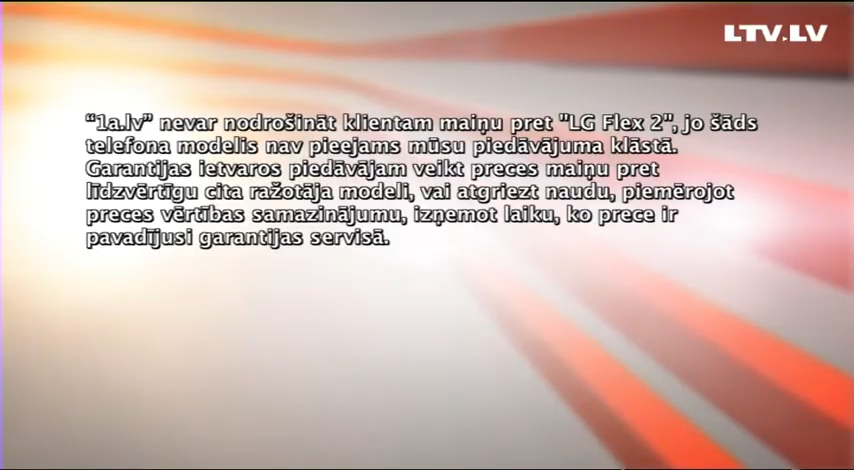 LTV.LV
“1a.lv” nevar nodrošināt klientam maiņu pret "LG Flex 2", jo šāds
telefona modelis nav pieejams mūsu piedāvājuma klāstā.
Garantijas ietvaros piedāvājam veikt preces maiņu pret
līdzvērtīgu cita ražotāja modeli, vai atgriezt naudu, piemērojot
preces vērtības samazinājumu, izņemot laiku, ko prece ir
pavadījusi garantijas servisā.